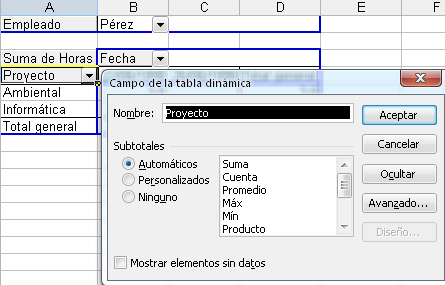 A B C D E F
Empleado Pérez
Suma de Horas Fecha
Proyecto
Ambiental
Informática
Total general
Campo de la tabla dinámica
Nombre: Proyecto
Aceptar
Subtotales
Cancelar
Automáticos
Personalizados
Ninguno
Suma
Cuenta
Promedio
Máx
Mín
Producto
Ocultar
Avanzado...
Diseño...
Mostrar elementos sin datos